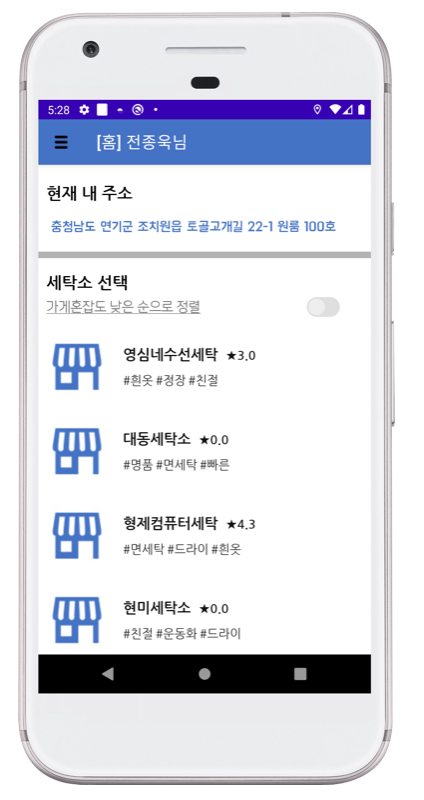 5:28
[홈] 전종욱님
현재 내 주소
충청남도 연기군 조치원읍 토골고개길 22-1 원룸 100호
세탁소 선택
가게혼잡도 낮은 순으로 정렬
영심네수선세탁 ★3.0
#흰옷 #정장 #친절
대동세탁소 ★0.0
#명품 #면세탁 #빠른
형제컴퓨터세탁 ★4.3
#면세탁 #드라이 #흰옷
현미세탁소 ★0.0
#친절 #운동화 #드라이